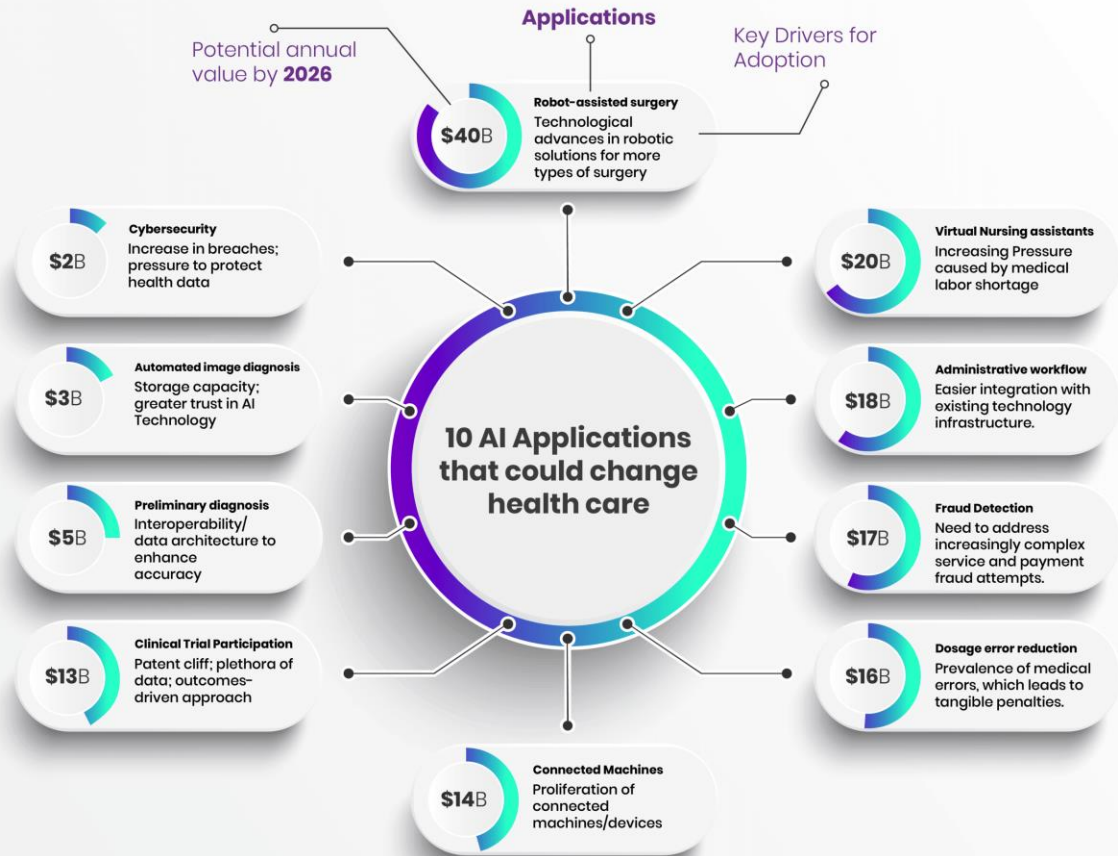 Applications
Potential annual
value by 2026
Key Drivers for
Adoption
$40B
Robot-assisted surgery
Technological
advances in robotic
solutions for more
types of surgery
$20B
Virtual Nursing assistants
Increasing Pressure
caused by medical
labor shortage
$18B
Administrative workflow
Easier integration with
existing technology
infrastructure.
$17B
Fraud Detection
Need to address
increasingly complex
service and payment
fraud attempts.
$16B
Dosage error reduction
Prevalence of medical
errors, which leads to
tangible penalties.
$14B
Connected Machines
Proliferation of
connected
machines/devices
$13B
Clinical Trial Participation
Patent cliff; plethora of
data; outcomes-
driven approach
$5B
Preliminary diagnosis
Interoperability/
data architecture to
enhance
accuracy
$3B
Automated image diagnosis
Storage capacity;
greater trust in AI
Technology
$2B
Cybersecurity
Increase in breaches;
pressure to protect
health data
10 AI Applications
that could change
health care